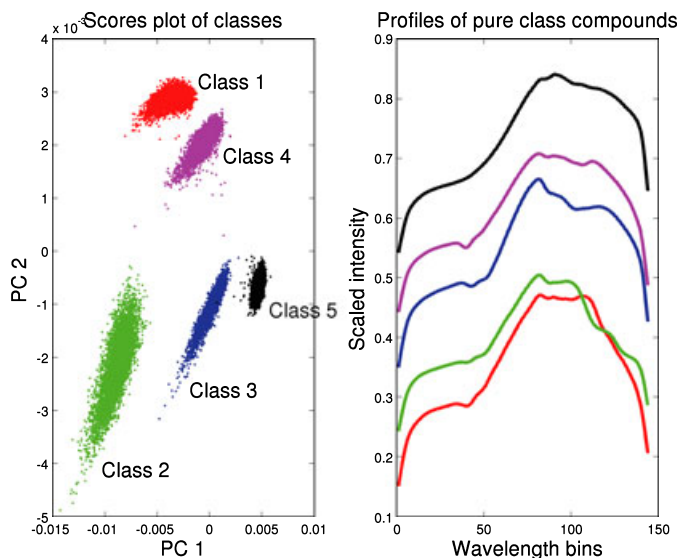 x 10⁻³
Scores plot of classes
4
3
2
1
0
-1
-2
-3
-4
-5
PC 2
Class 1
Class 4
Class 5
Class 3
Class 2
-0.015
-0.01
-0.005
0
0.005
0.01
PC 1
Profiles of pure class compounds
0.9
0.8
0.7
0.6
0.5
0.4
0.3
0.2
0.1
Scaled intensity
0
50
100
150
Wavelength bins